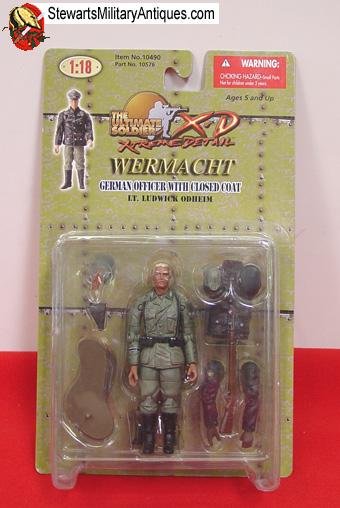 StewartsMilitaryAntiques.com
1:18
Item No.10490
Part No. 10576
WARNING:
CHOKING HAZARD-Small Parts
Not for children under 3 years.
Ages 5 and Up
THE
ULTIMATE
SOLDIER
XD
XTREME DETAIL
WERMACHT
GERMAN OFFICER WITH CLOSED COAT
LT. LUDWICK ODHEIM